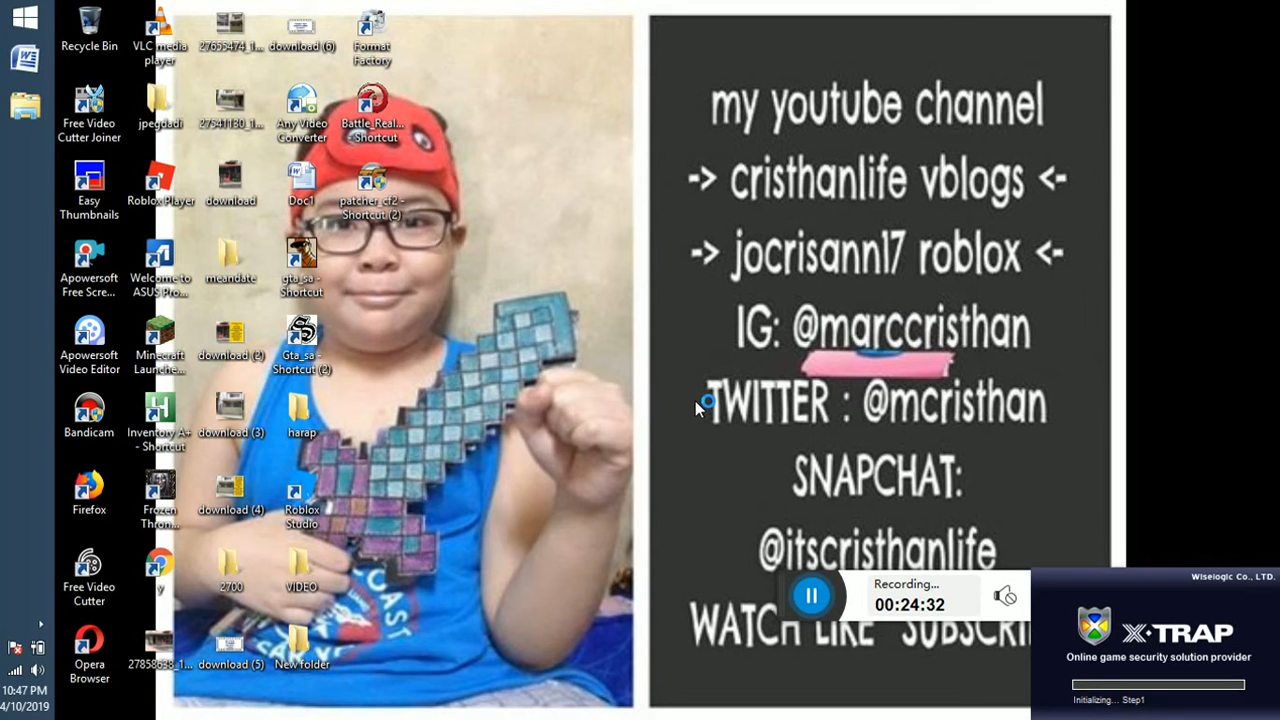 Recycle Bin
VLC media player
27655474_1...
download (6)
Format Factory
Free Video Cutter Joiner
jpegdadi
27541130_1...
Any Video Converter
Battle_Real... - Shortcut
Easy Thumbnails
Roblox Player
download
Doc1
patcher_cf2 - Shortcut (2)
Apowersoft Free Scre...
Welcome to ASUS Pro...
meandate
gta_sa - Shortcut
Apowersoft Video Editor
Minecraft Launche...
download (2)
Gta_sa - Shortcut (2)
Bandicam
Inventory A+ - Shortcut
download (3)
harap
Firefox
Frozen Thron...
download (4)
Roblox Studio
Free Video Cutter
y
2700
VIDEO
Opera Browser
27858638_1...
download (5)
New folder
10:47 PM
4/10/2019
COAST
my youtube channel
-> cristhanlife vblogs <-
-> jocrisann17 roblox <-
IG: @marccristhan
TWITTER : @mcristhan
SNAPCHAT:
@itscristhanlife
WATCH LIKE SUBSCRI
Recording...
00:24:32
Wiselogic Co., LTD.
X-TRAP
Online game security solution provider
Initializing... Step1